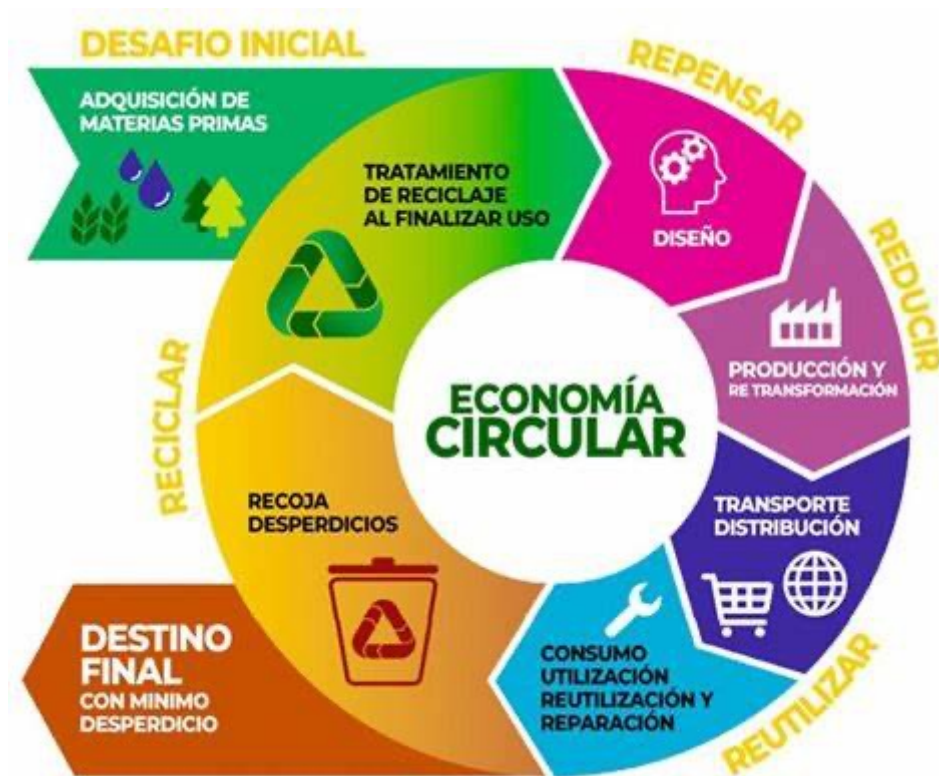 DESAFIO INICIAL
ADQUISICIÓN DE
MATERIAS PRIMAS
TRATAMIENTO
DE RECICLAJE
AL FINALIZAR USO
REPENSAR
DISEÑO
REDUCIR
PRODUCCIÓN Y
RE TRANSFORMACIÓN
ECONOMÍA
CIRCULAR
TRANSPORTE
DISTRIBUCIÓN
REUTILIZAR
CONSUMO
UTILIZACIÓN
REUTILIZACIÓN Y
REPARACIÓN
RECICLAR
RECOJA
DESPERDICIOS
DESTINO
FINAL
CON MINIMO
DESPERDICIO